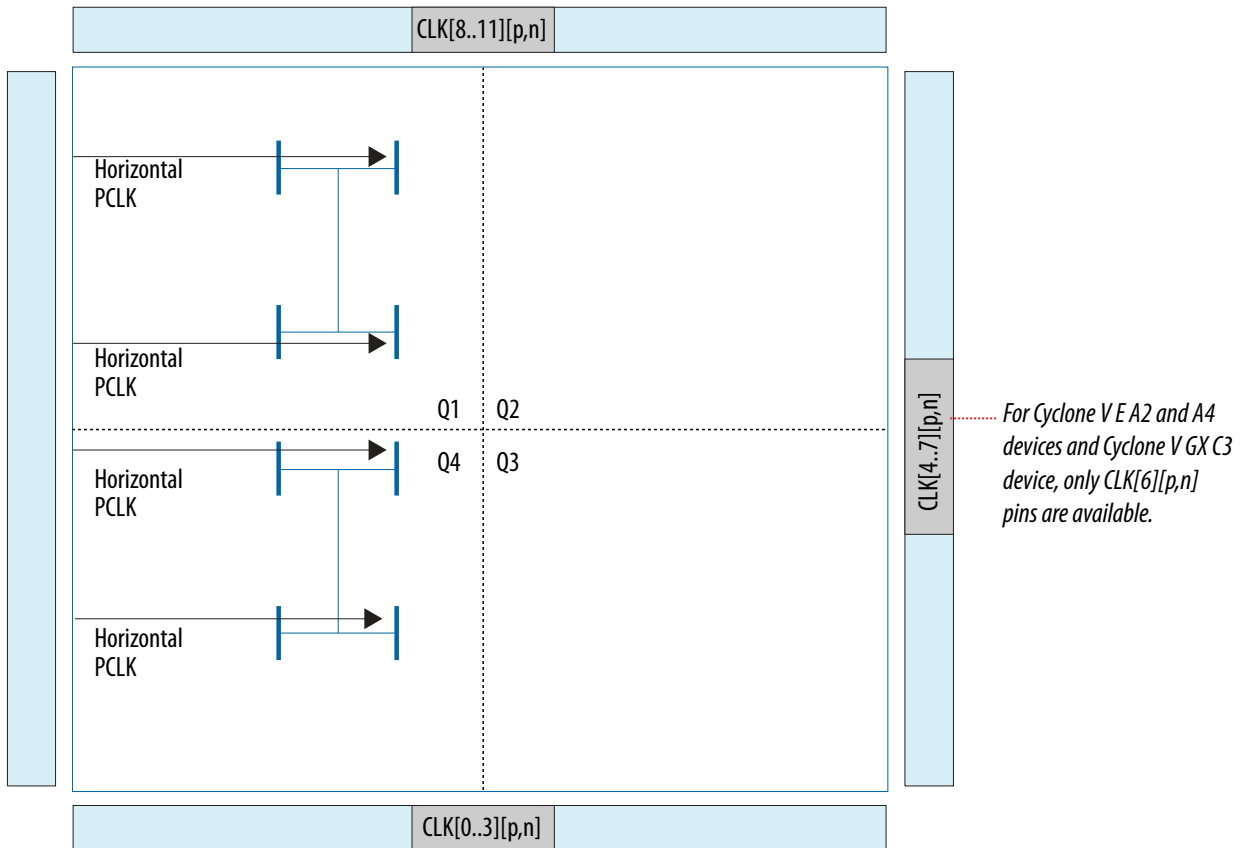 CLK[8..11][p,n]
Horizontal
PCLK
Horizontal
PCLK
Q1 Q2
Q4 Q3
CLK[4..7][p,n]
For Cyclone V E A2 and A4
devices and Cyclone V GX C3
device, only CLK[6][p,n]
pins are available.
Horizontal
PCLK
Horizontal
PCLK
CLK[0..3][p,n]